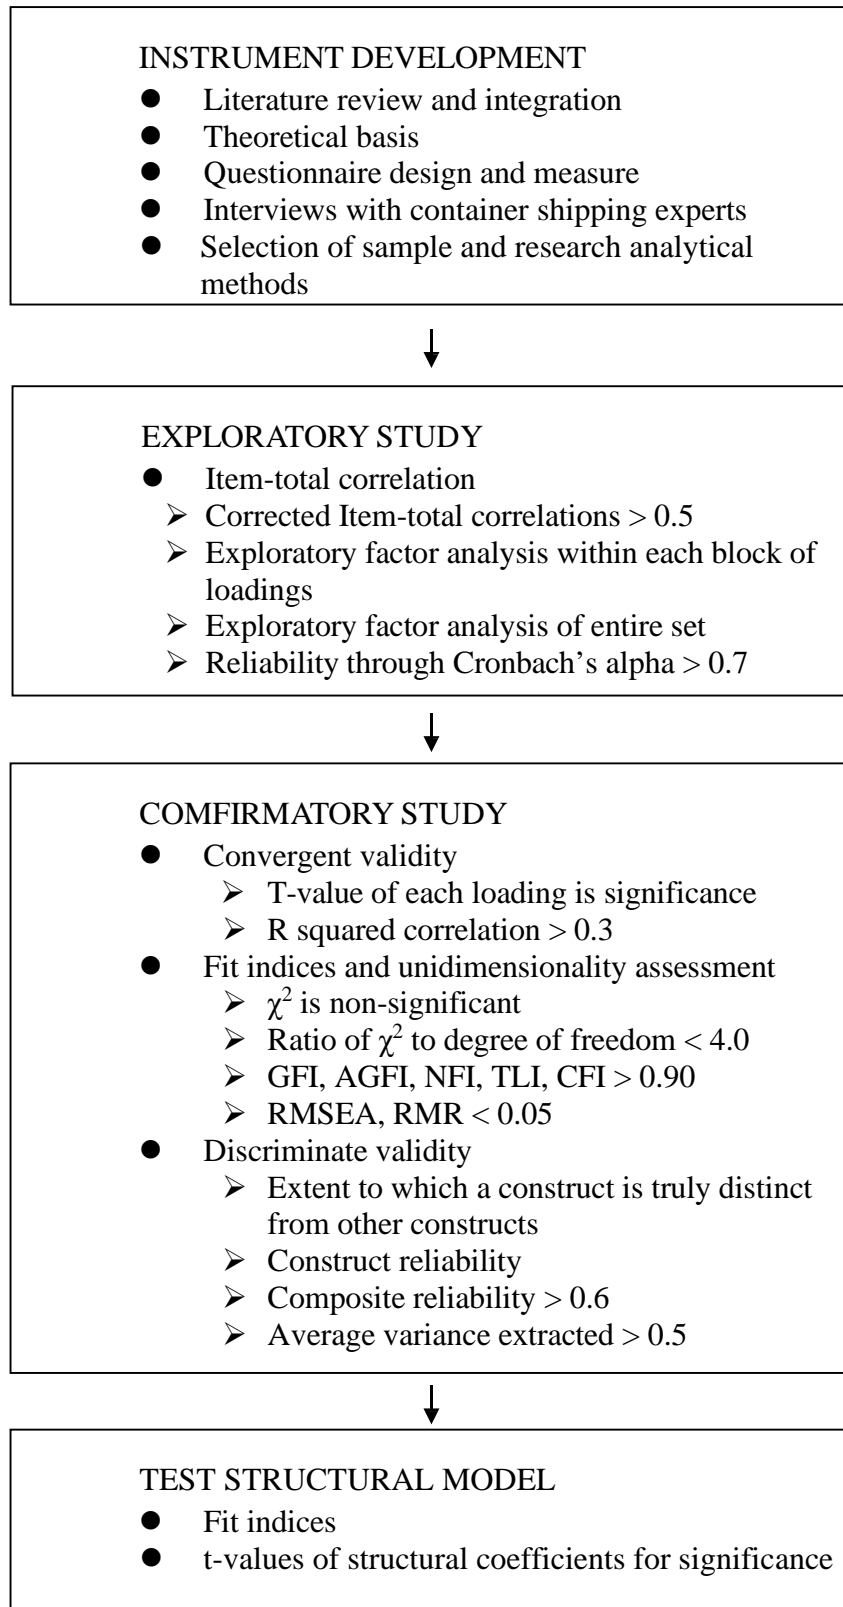 INSTRUMENT DEVELOPMENT
● Literature review and integration
● Theoretical basis
● Questionnaire design and measure
● Interviews with container shipping experts
● Selection of sample and research analytical
methods
EXPLORATORY STUDY
● Item-total correlation
➢ Corrected Item-total correlations > 0.5
➢ Exploratory factor analysis within each block of
loadings
➢ Exploratory factor analysis of entire set
➢ Reliability through Cronbach’s alpha > 0.7
COMFIRMATORY STUDY
● Convergent validity
➢ T-value of each loading is significance
➢ R squared correlation > 0.3
● Fit indices and unidimensionality assessment
➢ χ² is non-significant
➢ Ratio of χ² to degree of freedom < 4.0
➢ GFI, AGFI, NFI, TLI, CFI > 0.90
➢ RMSEA, RMR < 0.05
● Discriminate validity
➢ Extent to which a construct is truly distinct
from other constructs
➢ Construct reliability
➢ Composite reliability > 0.6
➢ Average variance extracted > 0.5
TEST STRUCTURAL MODEL
● Fit indices
● t-values of structural coefficients for significance